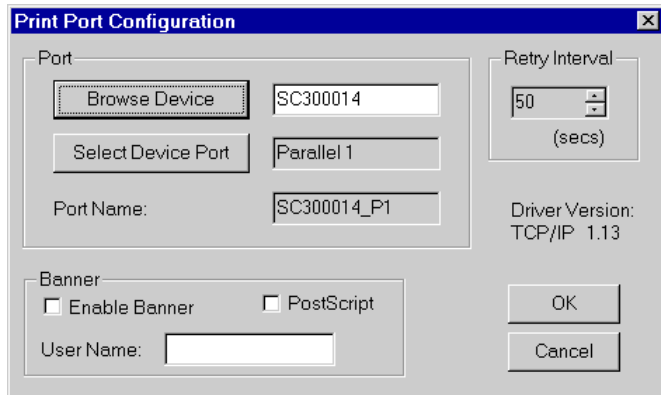 Print Port Configuration
Port
Browse Device
SC300014
Select Device Port
Parallel 1
Port Name:
SC300014_P1
Retry Interval
50
(secs)
Driver Version:
TCP/IP 1.13
Banner
Enable Banner
PostScript
User Name:
OK
Cancel